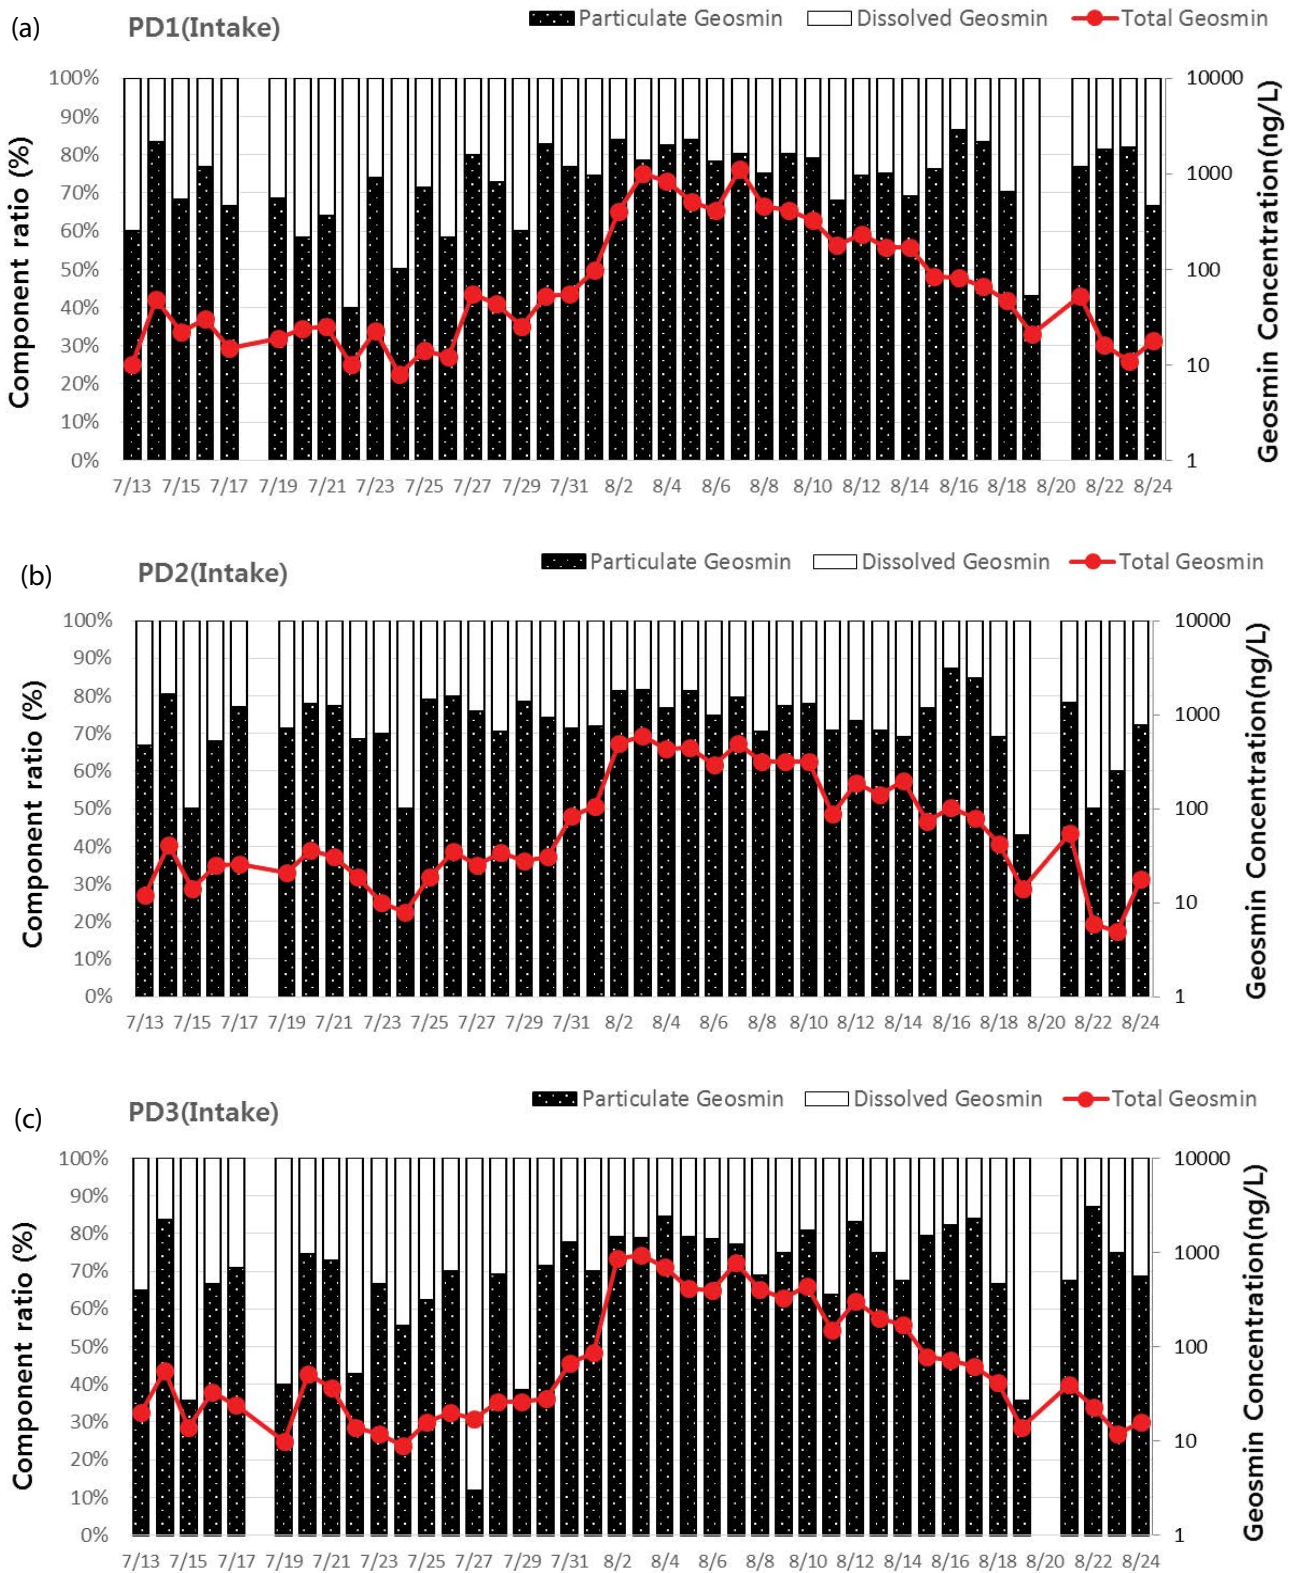 (a)
PD1(Intake)
Particulate Geosmin Dissolved Geosmin Total Geosmin
Component ratio (%)
100%
90%
80%
70%
60%
50%
40%
30%
20%
10%
0%
10000
1000
100
10
1
Geosmin Concentration(ng/L)
7/13 7/15 7/17 7/19 7/21 7/23 7/25 7/27 7/29 7/31 8/2 8/4 8/6 8/8 8/10 8/12 8/14 8/16 8/18 8/20 8/22 8/24
(b)
PD2(Intake)
Particulate Geosmin Dissolved Geosmin Total Geosmin
Component ratio (%)
100%
90%
80%
70%
60%
50%
40%
30%
20%
10%
0%
10000
1000
100
10
1
Geosmin Concentration(ng/L)
7/13 7/15 7/17 7/19 7/21 7/23 7/25 7/27 7/29 7/31 8/2 8/4 8/6 8/8 8/10 8/12 8/14 8/16 8/18 8/20 8/22 8/24
(c)
PD3(Intake)
Particulate Geosmin Dissolved Geosmin Total Geosmin
Component ratio (%)
100%
90%
80%
70%
60%
50%
40%
30%
20%
10%
0%
10000
1000
100
10
1
Geosmin Concentration(ng/L)
7/13 7/15 7/17 7/19 7/21 7/23 7/25 7/27 7/29 7/31 8/2 8/4 8/6 8/8 8/10 8/12 8/14 8/16 8/18 8/20 8/22 8/24